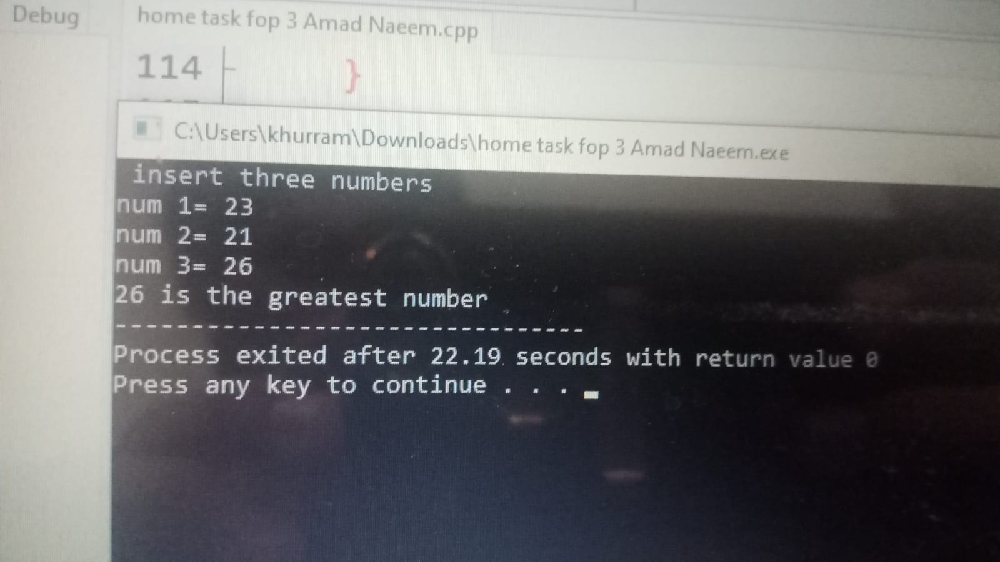 Debug
home task fop 3 Amad Naeem.cpp
114 }
C:\Users\khurram\Downloads\home task fop 3 Amad Naeem.exe
insert three numbers
num 1= 23
num 2= 21
num 3= 26
26 is the greatest number
--------------------------------
Process exited after 22.19 seconds with return value 0
Press any key to continue . . .